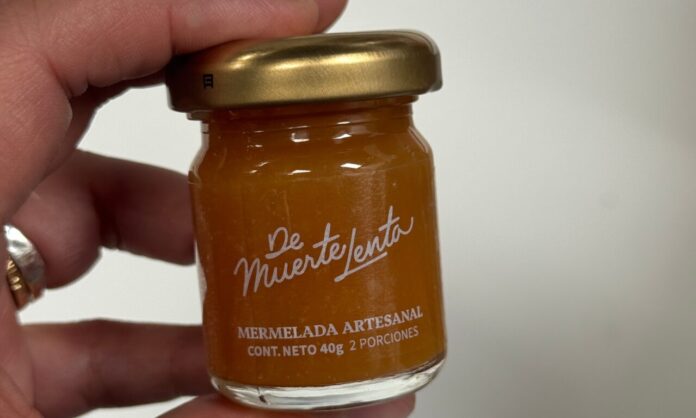 De
Muerte Lenta
MERMELADA ARTESANAL
CONT. NETO 40g 2 PORCIONES